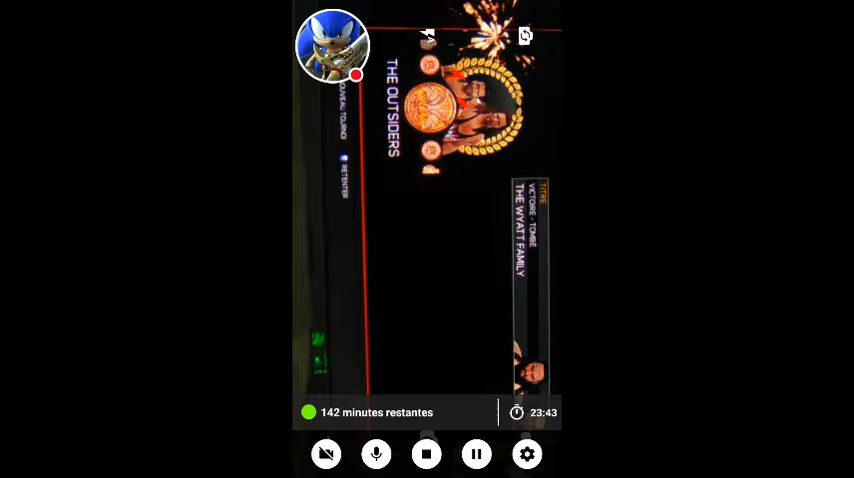 THE OUTSIDERS
NOUVEAU TOURNOI
RETENTER
TITRE
VICTOIRE - TOMBÉ
THE WYATT FAMILY
142 minutes restantes
23:43